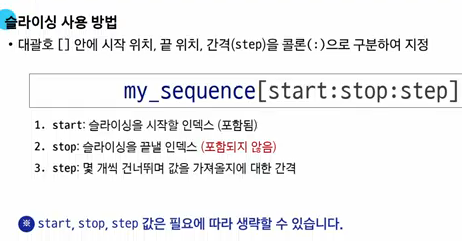 슬라이싱 사용 방법
• 대괄호 [] 안에 시작 위치, 끝 위치, 간격(step)을 콜론(:)으로 구분하여 지정
my_sequence[start:stop:step]
1. start: 슬라이싱을 시작할 인덱스 (포함됨)
2. stop: 슬라이싱을 끝낼 인덱스 (포함되지 않음)
3. step: 몇 개씩 건너뛰며 값을 가져올지에 대한 간격
※ start, stop, step 값은 필요에 따라 생략할 수 있습니다.